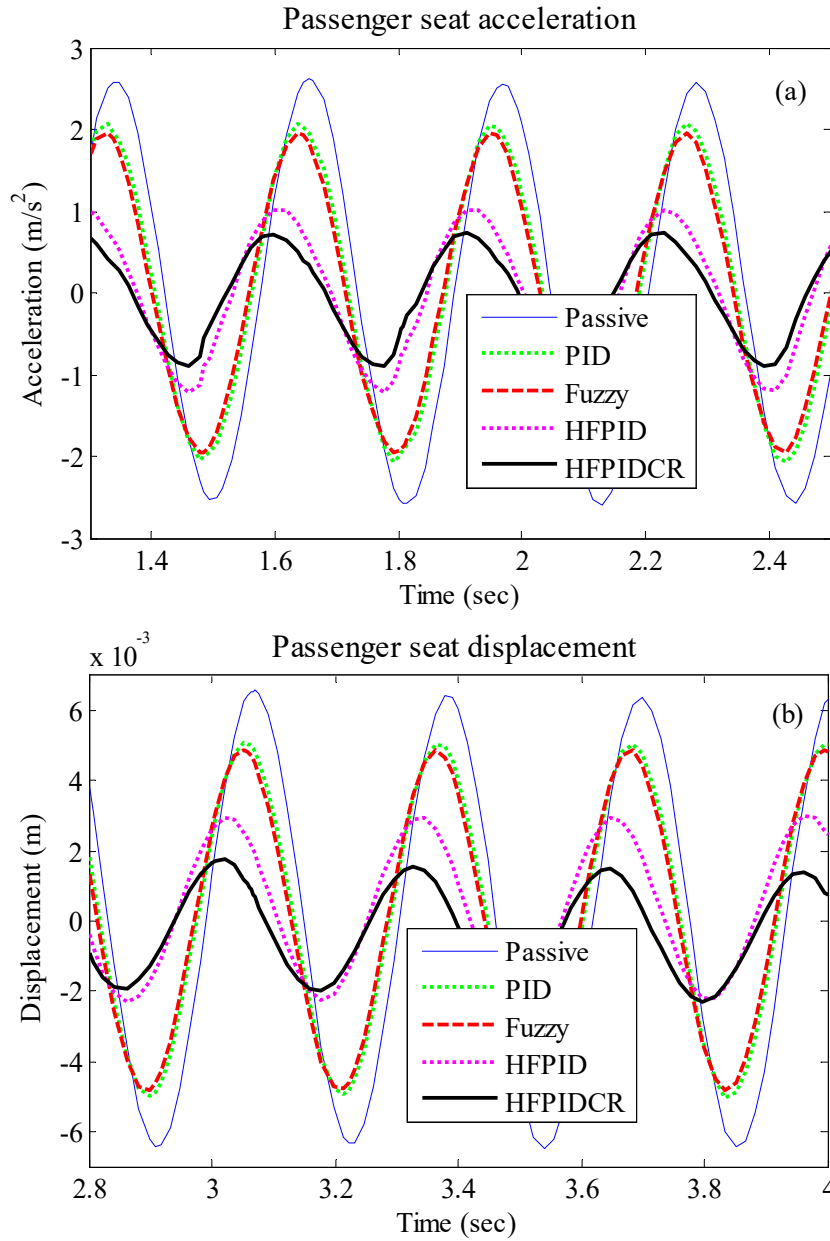 Passenger seat acceleration
3
(a)
2
1
0
-1
-2
-3
Acceleration (m/s²)
Passive
PID
Fuzzy
HFPID
HFPIDCR
1.4 1.6 1.8 2 2.2 2.4
Time (sec)
x 10⁻³
Passenger seat displacement
(b)
6
4
2
0
-2
-4
-6
Displacement (m)
Passive
PID
Fuzzy
HFPID
HFPIDCR
2.8 3 3.2 3.4 3.6 3.8 4
Time (sec)